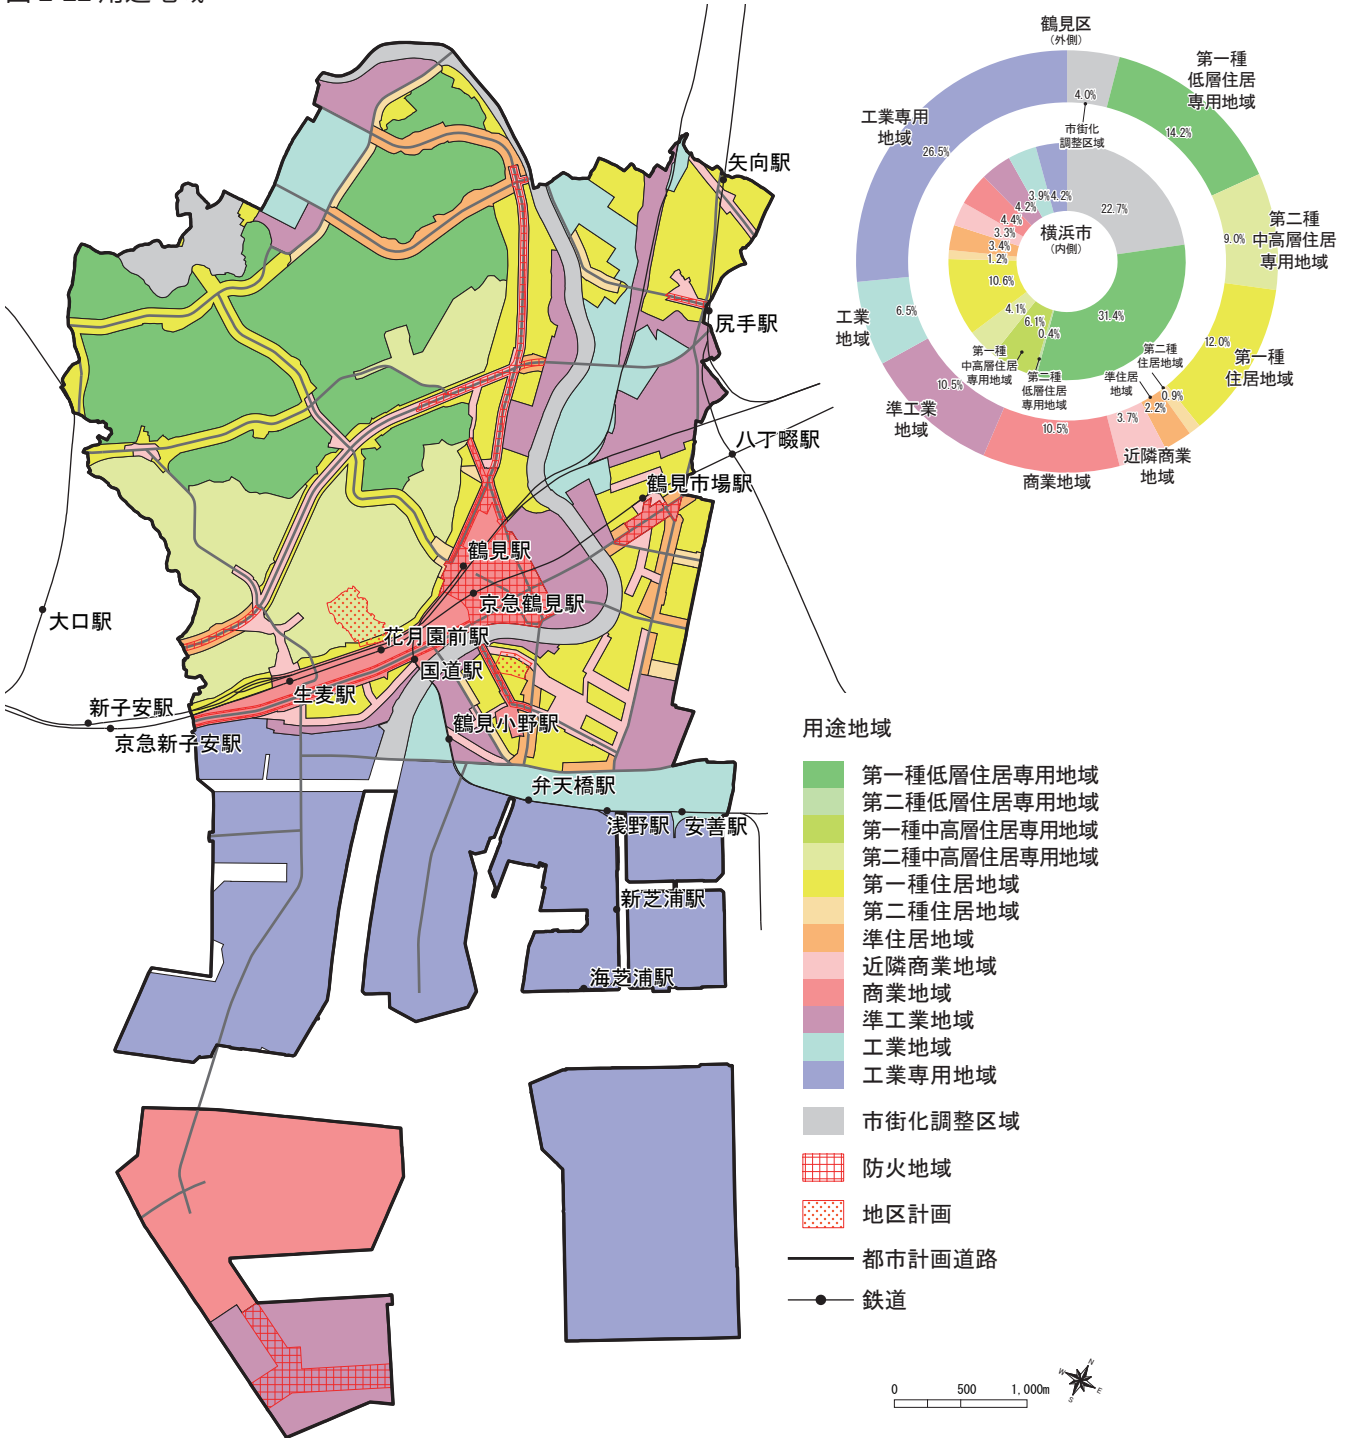 鶴見区
(外側)
第一種
低層住居
専用地域
工業専用
地域
4.0%
市街化
調整区域
14.2%
26.5%
3.9%
4.2%
4.2%
22.7%
4.4%
横浜市
(内側)
3.3%
3.4%
1.2%
9.0%
第二種
中高層住居
専用地域
10.6%
工業
地域
6.5%
4.1%
6.1%
0.4%
31.4%
第一種
中高層住居
専用地域
第二種
低層住居
専用地域
第二種
住居地域
準住居
地域
0.9%
2.2%
12.0%
第一種
住居地域
準工業
地域
10.5%
10.5%
3.7%
商業地域
近隣商業
地域
矢向駅
尻手駅
八丁畷駅
鶴見市場駅
鶴見駅
京急鶴見駅
大口駅
花月園前駅
国道駅
生麦駅
新子安駅
京急新子安駅
鶴見小野駅
弁天橋駅
浅野駅
安善駅
新芝浦駅
海芝浦駅
用途地域
第一種低層住居専用地域
第二種低層住居専用地域
第一種中高層住居専用地域
第二種中高層住居専用地域
第一種住居地域
第二種住居地域
準住居地域
近隣商業地域
商業地域
準工業地域
工業地域
工業専用地域
市街化調整区域
防火地域
地区計画
都市計画道路
鉄道
N
W
E
S
0 500 1,000m